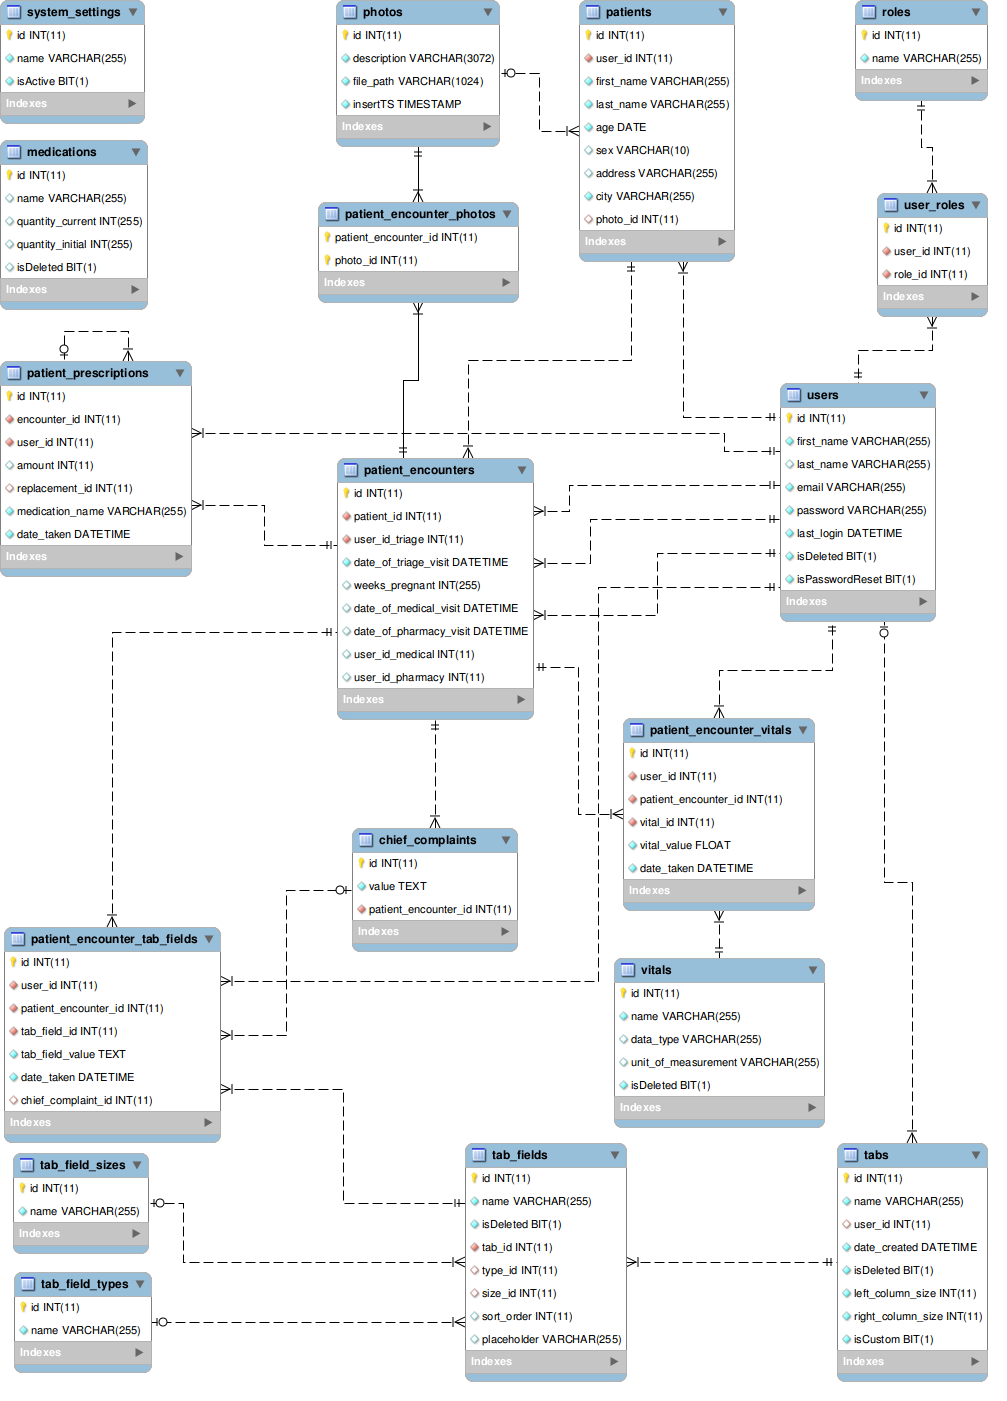 system_settings
id INT(11)
name VARCHAR(255)
isActive BIT(1)
Indexes
photos
id INT(11)
description VARCHAR(3072)
file_path VARCHAR(1024)
insertTS TIMESTAMP
Indexes
patients
id INT(11)
user_id INT(11)
first_name VARCHAR(255)
last_name VARCHAR(255)
age DATE
sex VARCHAR(10)
address VARCHAR(255)
city VARCHAR(255)
photo_id INT(11)
Indexes
roles
id INT(11)
name VARCHAR(255)
Indexes
medications
id INT(11)
name VARCHAR(255)
quantity_current INT(255)
quantity_initial INT(255)
isDeleted BIT(1)
Indexes
patient_encounter_photos
patient_encounter_id INT(11)
photo_id INT(11)
Indexes
user_roles
id INT(11)
user_id INT(11)
role_id INT(11)
Indexes
patient_prescriptions
id INT(11)
encounter_id INT(11)
user_id INT(11)
amount INT(11)
replacement_id INT(11)
medication_name VARCHAR(255)
date_taken DATETIME
Indexes
users
id INT(11)
first_name VARCHAR(255)
last_name VARCHAR(255)
email VARCHAR(255)
password VARCHAR(255)
last_login DATETIME
isDeleted BIT(1)
isPasswordReset BIT(1)
Indexes
patient_encounters
id INT(11)
patient_id INT(11)
user_id_triage INT(11)
date_of_triage_visit DATETIME
weeks_pregnant INT(255)
date_of_medical_visit DATETIME
date_of_pharmacy_visit DATETIME
user_id_medical INT(11)
user_id_pharmacy INT(11)
Indexes
patient_encounter_vitals
id INT(11)
user_id INT(11)
patient_encounter_id INT(11)
vital_id INT(11)
vital_value FLOAT
date_taken DATETIME
Indexes
chief_complaints
id INT(11)
value TEXT
patient_encounter_id INT(11)
Indexes
patient_encounter_tab_fields
id INT(11)
user_id INT(11)
patient_encounter_id INT(11)
tab_field_id INT(11)
tab_field_value TEXT
date_taken DATETIME
chief_complaint_id INT(11)
Indexes
vitals
id INT(11)
name VARCHAR(255)
data_type VARCHAR(255)
unit_of_measurement VARCHAR(255)
isDeleted BIT(1)
Indexes
tab_field_sizes
id INT(11)
name VARCHAR(255)
Indexes
tab_fields
id INT(11)
name VARCHAR(255)
isDeleted BIT(1)
tab_id INT(11)
type_id INT(11)
size_id INT(11)
sort_order INT(11)
placeholder VARCHAR(255)
Indexes
tabs
id INT(11)
name VARCHAR(255)
user_id INT(11)
date_created DATETIME
isDeleted BIT(1)
left_column_size INT(11)
right_column_size INT(11)
isCustom BIT(1)
Indexes
tab_field_types
id INT(11)
name VARCHAR(255)
Indexes